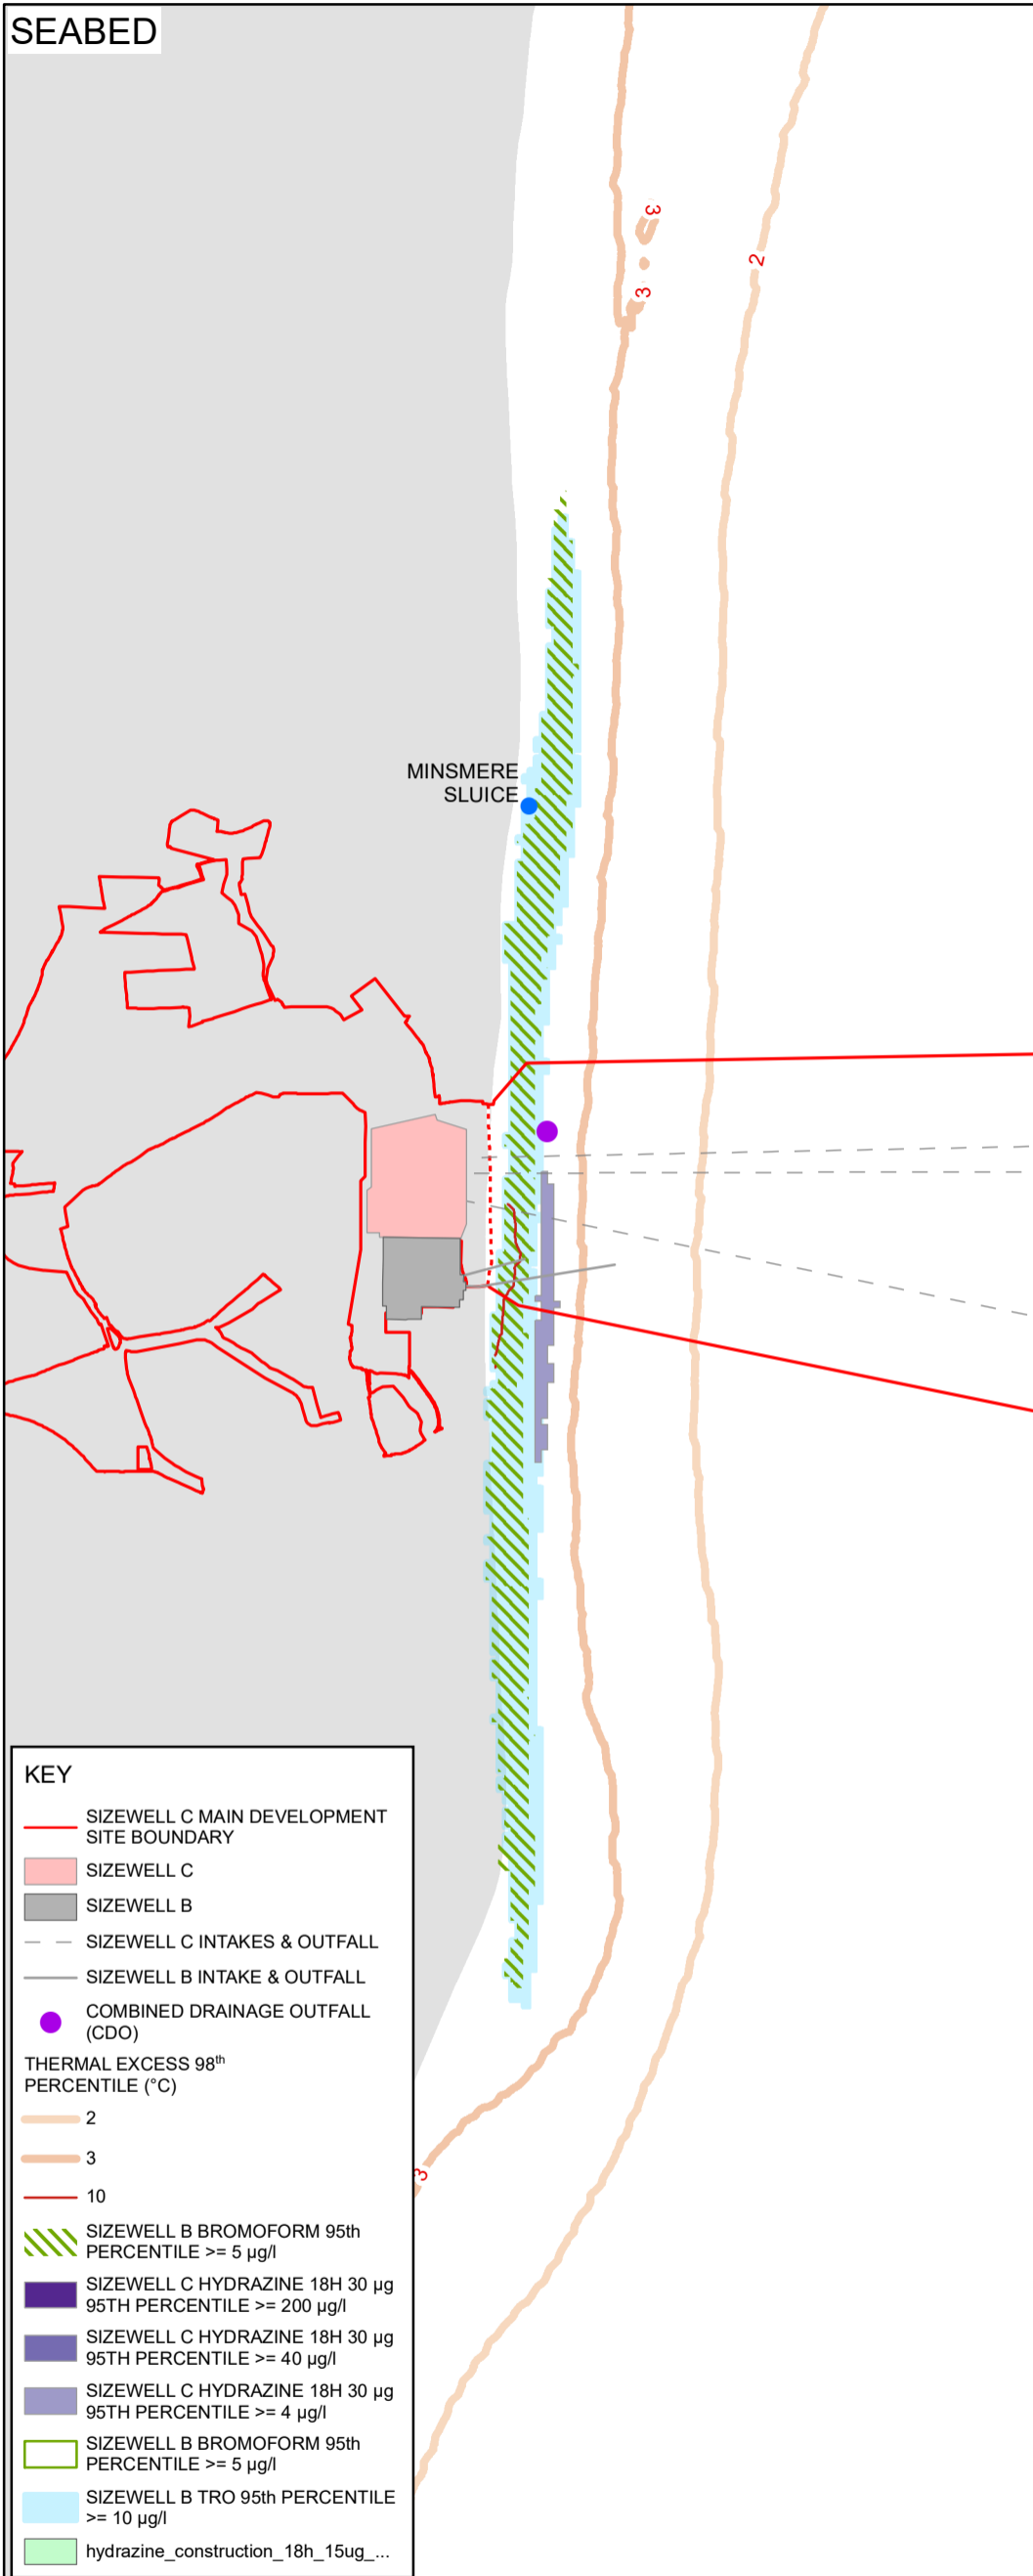 SEABED
3
3
2
MINSMERE
SLUICE
3
KEY
SIZEWELL C MAIN DEVELOPMENT
SITE BOUNDARY
SIZEWELL C
SIZEWELL B
SIZEWELL C INTAKES & OUTFALL
SIZEWELL B INTAKE & OUTFALL
COMBINED DRAINAGE OUTFALL
(CDO)
THERMAL EXCESS 98th
PERCENTILE (°C)
2
3
10
SIZEWELL B BROMOFORM 95th
PERCENTILE >= 5 µg/l
SIZEWELL C HYDRAZINE 18H 30 µg
95TH PERCENTILE >= 200 µg/l
SIZEWELL C HYDRAZINE 18H 30 µg
95TH PERCENTILE >= 40 µg/l
SIZEWELL C HYDRAZINE 18H 30 µg
95TH PERCENTILE >= 4 µg/l
SIZEWELL B BROMOFORM 95th
PERCENTILE >= 5 µg/l
SIZEWELL B TRO 95th PERCENTILE
>= 10 µg/l
hydrazine_construction_18h_15ug_...